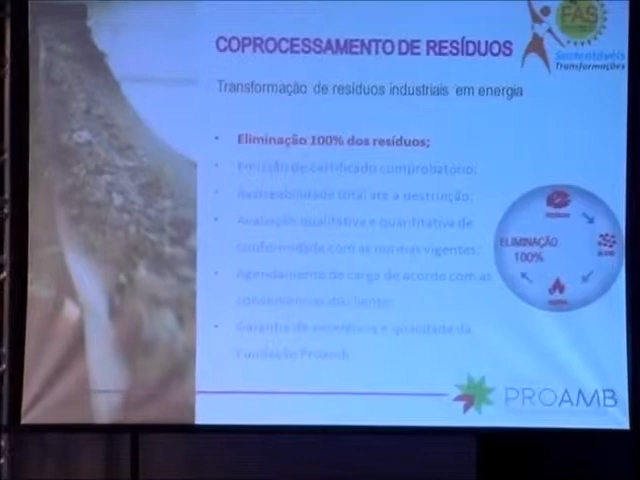 FAS
Sustentáveis
Transformações
COPROCESSAMENTO DE RESÍDUOS
Transformação de resíduos industriais em energia
• Eliminação 100% dos resíduos;
• Emissão de certificado comprobatório;
• Rastreabilidade total até a destruição;
• Avaliação qualitativa e quantitativa de
conformidade com as normas vigentes;
• Agendamento de carga de acordo com as
conveniências do cliente;
• Garantia de excelência e qualidade da
Fundação Proamb
ELIMINAÇÃO
100%
PROAMB